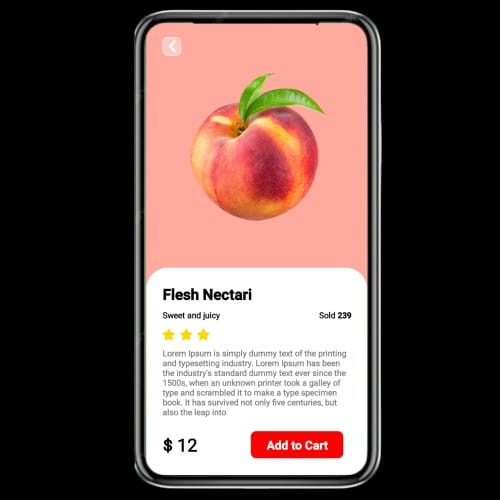 Flesh Nectari
Sweet and juicy
Sold 239
Lorem Ipsum is simply dummy text of the printing
and typesetting industry. Lorem Ipsum has been
the industry's standard dummy text ever since the
1500s, when an unknown printer took a galley of
type and scrambled it to make a type specimen
book. It has survived not only five centuries, but
also the leap into
$ 12
Add to Cart